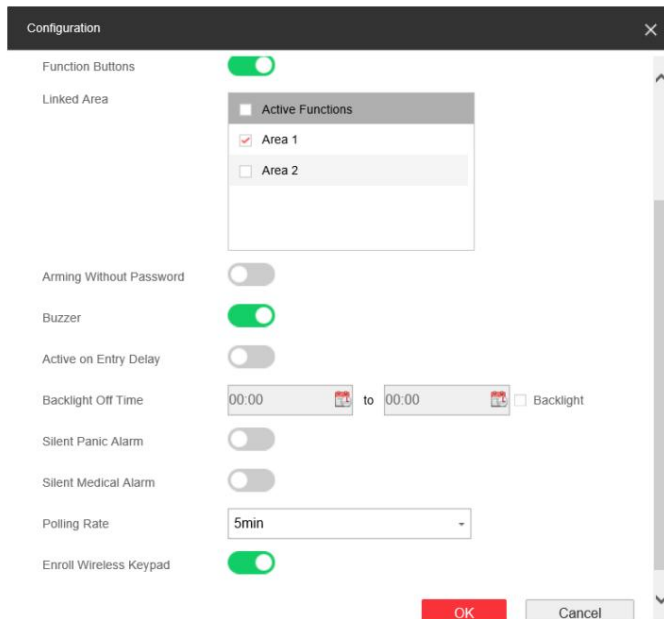 Configuration
Function Buttons
Linked Area
Active Functions
Area 1
Area 2
Arming Without Password
Buzzer
Active on Entry Delay
Backlight Off Time 00:00 to 00:00 Backlight
Silent Panic Alarm
Silent Medical Alarm
Polling Rate 5min
Enroll Wireless Keypad
OK Cancel